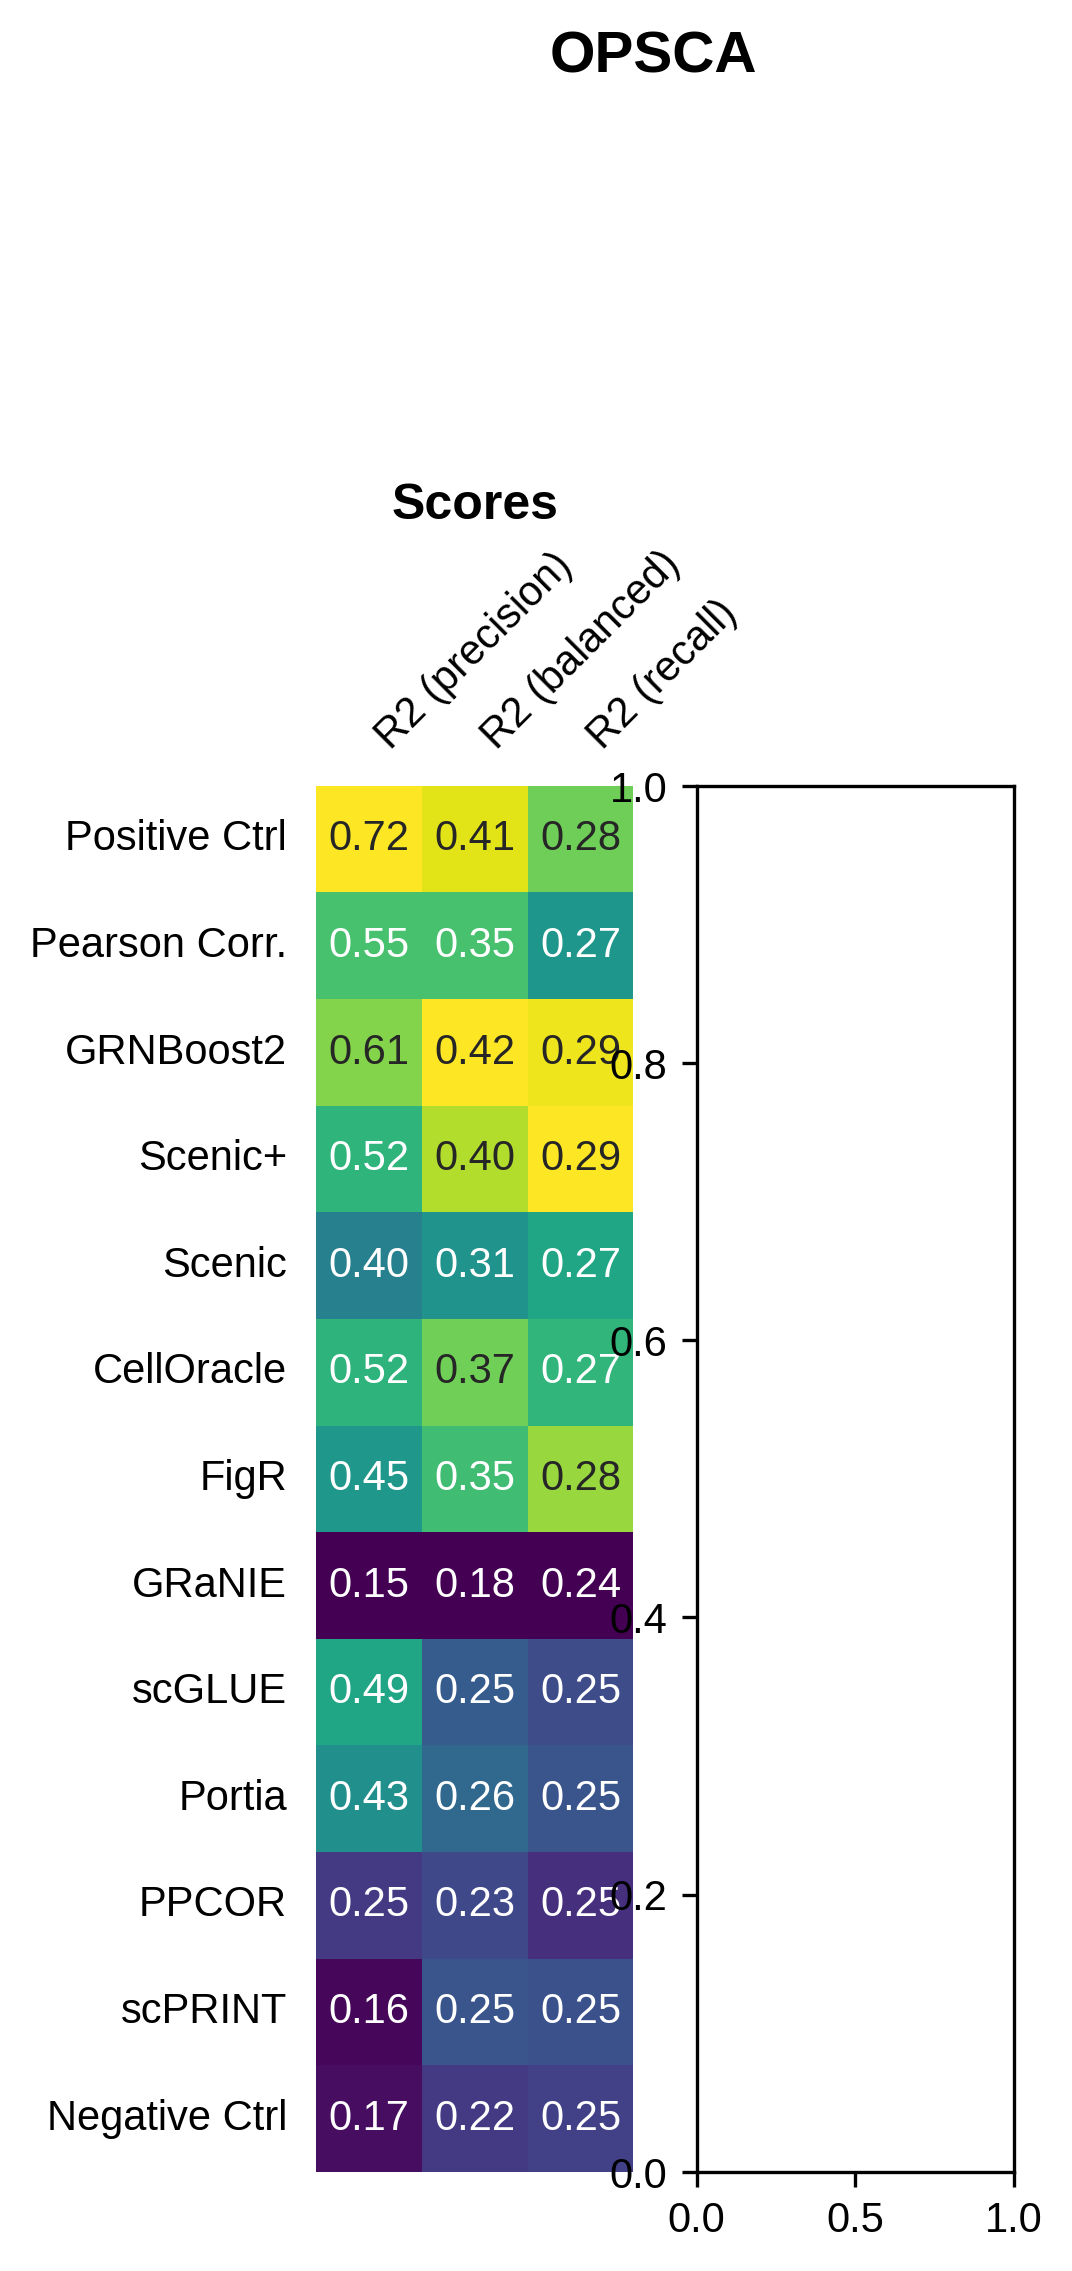 OPSCA
Scores
R2 (precision)
R2 (balanced)
R2 (recall)
Positive Ctrl 0.72 0.41 0.28
Pearson Corr. 0.55 0.35 0.27
GRNBoost2 0.61 0.42 0.29
Scenic+ 0.52 0.40 0.29
Scenic 0.40 0.31 0.27
CellOracle 0.52 0.37 0.27
FigR 0.45 0.35 0.28
GRaNIE 0.15 0.18 0.24
scGLUE 0.49 0.25 0.25
Portia 0.43 0.26 0.25
PPCOR 0.25 0.23 0.25
scPRINT 0.16 0.25 0.25
Negative Ctrl 0.17 0.22 0.25
1.0
0.8
0.6
0.4
0.2
0.0
0.0 0.5 1.0